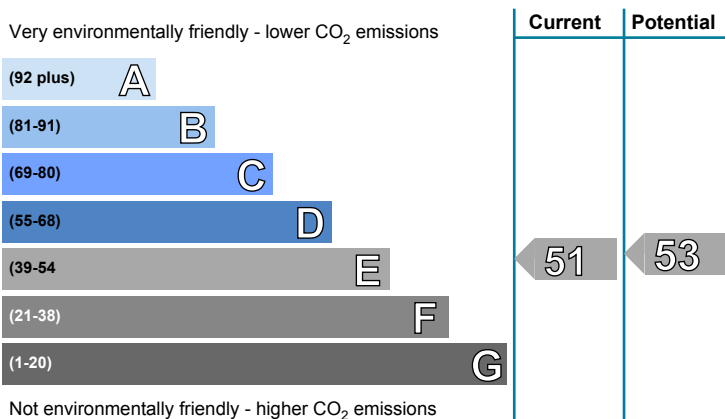 Very environmentally friendly - lower CO2 emissions
Current Potential
(92 plus) A
(81-91) B
(69-80) C
(55-68) D
(39-54 E
51 53
(21-38) F
(1-20) G
Not environmentally friendly - higher CO2 emissions